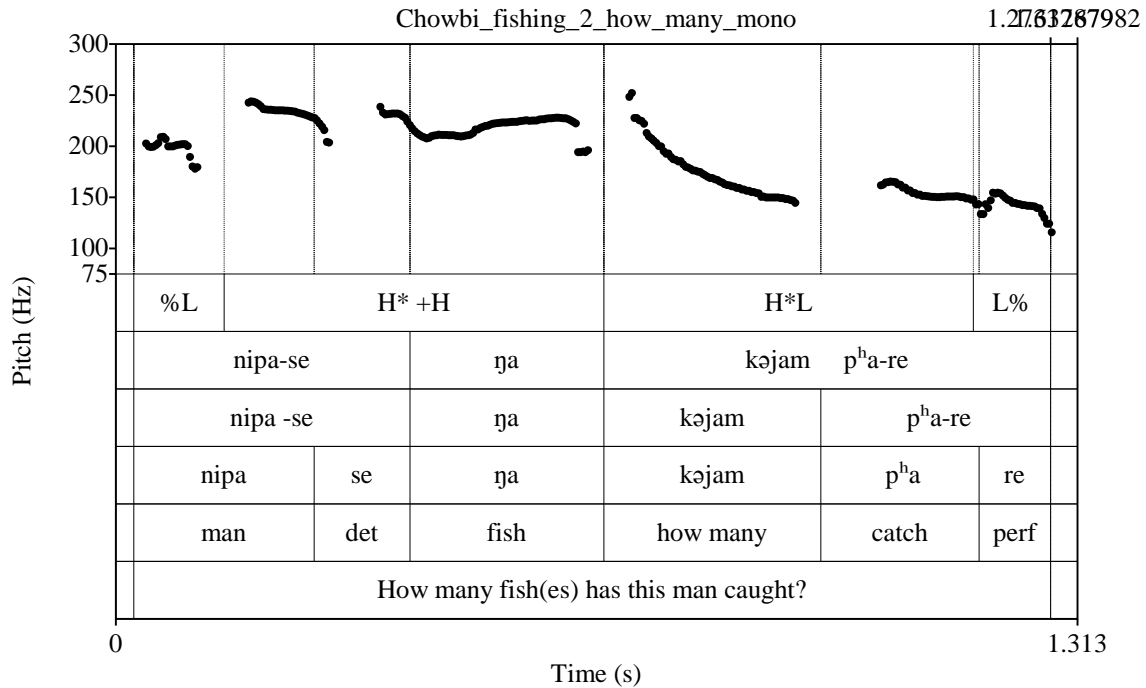 Chowbi_fishing_2_how_many_mono
300
250
200
150
100
75
Pitch (Hz)
%L H* +H H*L L%
nipa-se ŋa kəjam pʰa-re
nipa -se ŋa kəjam pʰa-re
nipa se ŋa kəjam pʰa re
man det fish how many catch perf
How many fish(es) has this man caught?
0 1.313
Time (s)